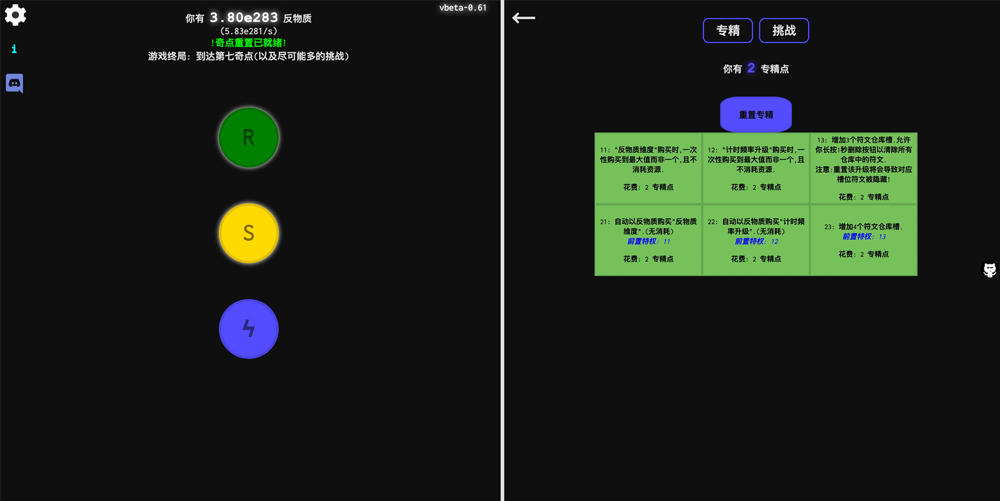 vbeta-0.61
你有 3.80e283 反物质
(5.83e281/s)
!奇点重置已就绪!
游戏终局: 到达第七奇点(以及尽可能多的挑战)
i
R
S
专精
挑战
你有 2 专精点
重置专精
11: "反物质维度"购买时,一次
性购买到最大值而非一个,且不
消耗资源.
花费: 2 专精点
12: "计时频率升级"购买时,一
次性购买到最大值而非一个,且
不消耗资源.
花费: 2 专精点
13: 增加3个符文仓库槽.允许
你长按1秒删除按钮以清除所有
仓库中的符文.
注意:重置该升级将会导致对应
槽位符文被隐藏!
花费: 2 专精点
21: 自动以反物质购买"反物质
维度".(无消耗)
前置特权: 11
花费: 2 专精点
22: 自动以反物质购买"计时频
率升级".(无消耗)
前置特权: 12
花费: 2 专精点
23: 增加4个符文仓库槽.
前置特权: 13
花费: 2 专精点